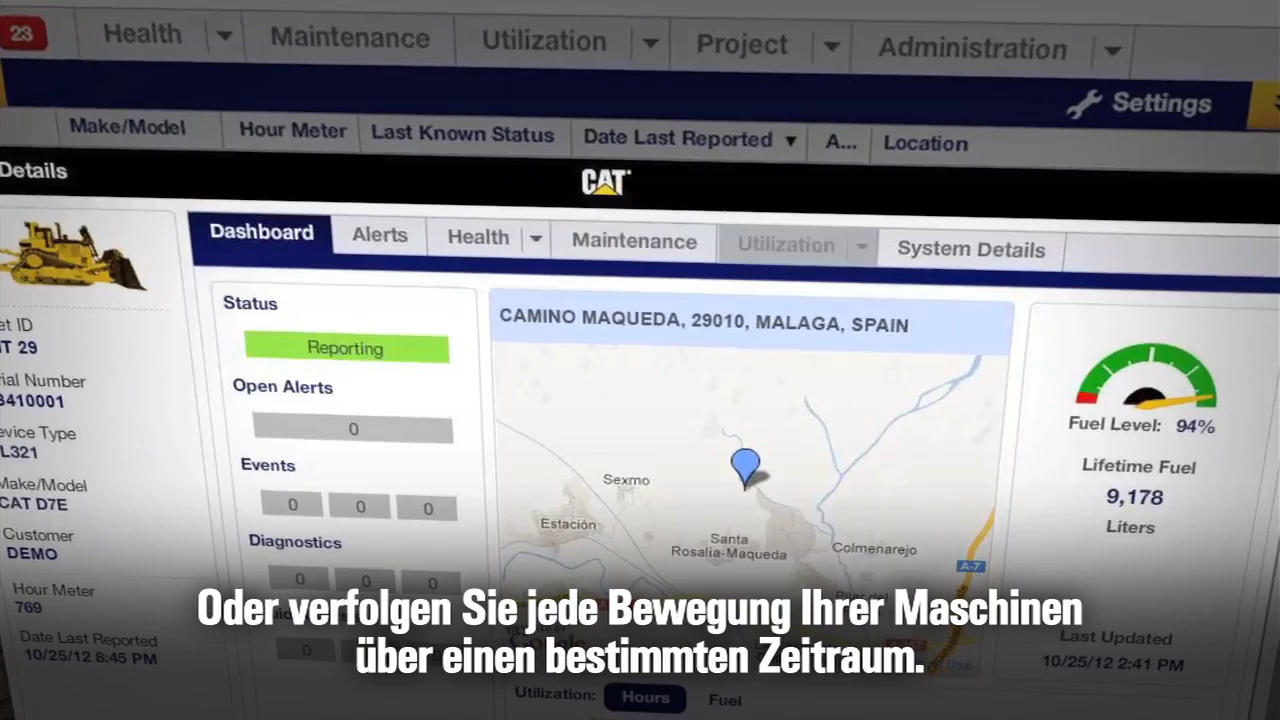 23
Health
Maintenance
Utilization
Project
Administration
Settings
Make/Model
Hour Meter
Last Known Status
Date Last Reported
A...
Location
Details
CAT
Dashboard
Alerts
Health
Maintenance
Utilization
System Details
et ID
T 29
rial Number
3410001
evice Type
L321
Make/Model
CAT D7E
Customer
DEMO
Hour Meter
769
Date Last Reported
10/25/12 8:45 PM
Status
Reporting
Open Alerts
0
Events
0 0 0
Diagnostics
0 0 0
0
CAMINO MAQUEDA, 29010, MALAGA, SPAIN
Sexmo
Estación
Santa
Rosalia-Maqueda
Colmenarejo
A-7
Utilization: Hours Fuel
Fuel Level: 94%
Lifetime Fuel
9,178
Liters
Last Updated
10/25/12 2:41 PM
Oder verfolgen Sie jede Bewegung Ihrer Maschinen
über einen bestimmten Zeitraum.